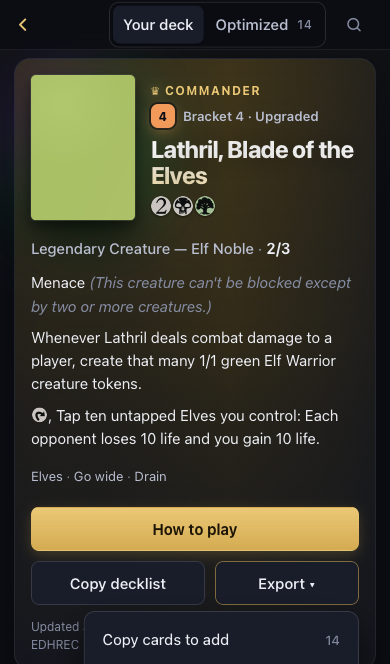 Your deck Optimized 14
COMMANDER
4 Bracket 4 · Upgraded
Lathril, Blade of the
Elves
2
Legendary Creature — Elf Noble · 2/3
Menace (This creature can't be blocked except
by two or more creatures.)
Whenever Lathril deals combat damage to a
player, create that many 1/1 green Elf Warrior
creature tokens.
, Tap ten untapped Elves you control: Each
opponent loses 10 life and you gain 10 life.
Elves · Go wide · Drain
How to play
Copy decklist
Export ▾
Updated
EDHREC
Copy cards to add 14